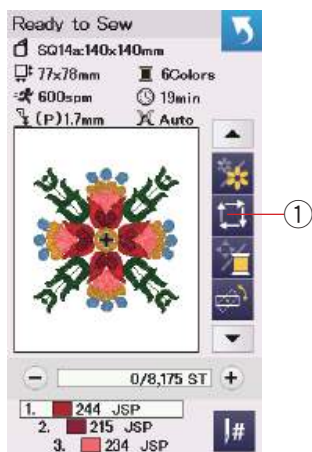 Ready to Sew
SQ14a:140x140mm
77x78mm 6Colors
600spm 19min
(P)1.7mm Auto
1
− 0/8,175 ST +
1. 244 JSP
2. 215 JSP
3. 234 JSP
#